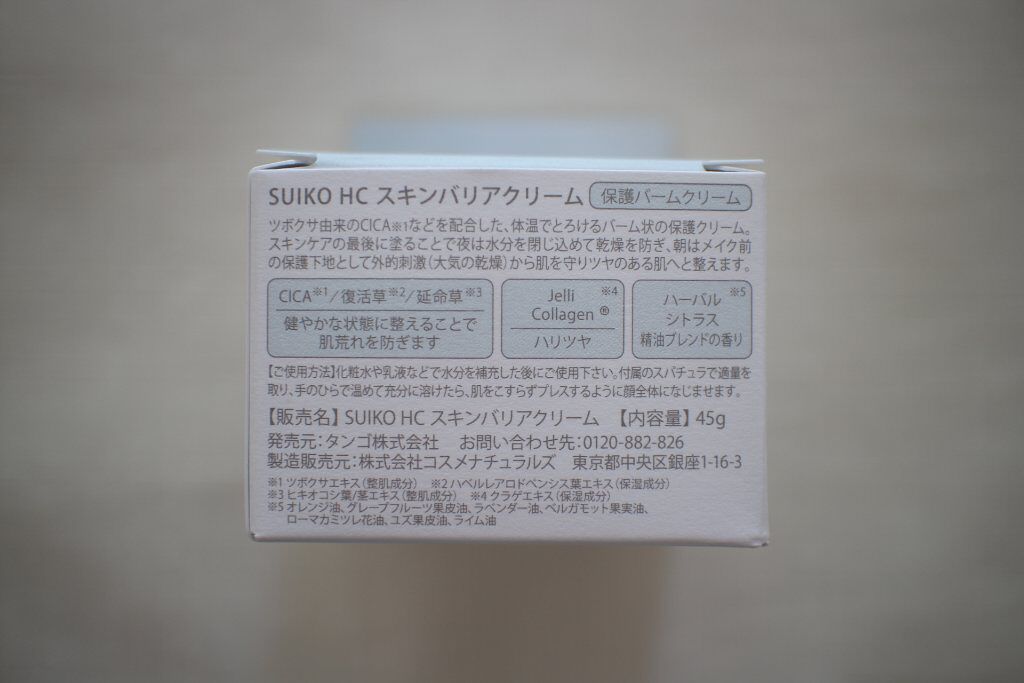 SUIKO HC スキンバリアクリーム 保護バームクリーム
ツボクサ由来のCICA※1などを配合した、体温でとろけるバーム状の保護クリーム。
スキンケアの最後に塗ることで夜は水分を閉じ込めて乾燥を防ぎ、朝はメイク前
の保護下地として外的刺激（大気の乾燥）から肌を守りツヤのある肌へと整えます。
CICA※1/復活草※2/延命草※3
健やかな状態に整えることで
肌荒れを防ぎます
Jelli ※4
Collagen ®
ハリツヤ
ハーバル ※5
シトラス
精油ブレンドの香り
【ご使用方法】化粧水や乳液などで水分を補充した後にご使用下さい。付属のスパチュラで適量を
取り、手のひらで温めて充分に溶けたら、肌をこすらずプレスするように顔全体になじませます。
【販売名】SUIKO HC スキンバリアクリーム 【内容量】45g
発売元：タンゴ株式会社 お問い合わせ先：0120-882-826
製造販売元：株式会社コスメナチュラルズ 東京都中央区銀座1-16-3
※1 ツボクサエキス（整肌成分） ※2 ハベルレアロドペンシス葉エキス（保湿成分）
※3 ヒキオコシ葉/茎エキス（整肌成分） ※4 クラゲエキス（保湿成分）
※5 オレンジ油、グレープフルーツ果皮油、ラベンダー油、ベルガモット果実油、
ローマカミツレ花油、ユズ果皮油、ライム油